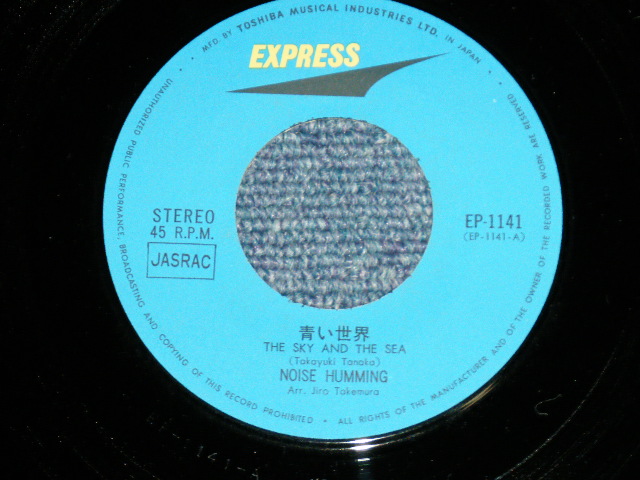 • MFD. BY TOSHIBA MUSICAL INDUSTRIES LTD. IN JAPAN •
EXPRESS
STEREO
45 R.P.M.
JASRAC
EP-1141
(EP-1141-A)
青い世界
THE SKY AND THE SEA
(Takayuki Tanaka)
NOISE HUMMING
Arr. Jiro Takemura
UNAUTHORIZED PUBLIC PERFORMANCE, BROADCASTING AND COPYING OF THIS RECORD PROHIBITED • ALL RIGHTS OF THE MANUFACTURER AND OF THE OWNER OF THE RECORDED WORK ARE RESERVED